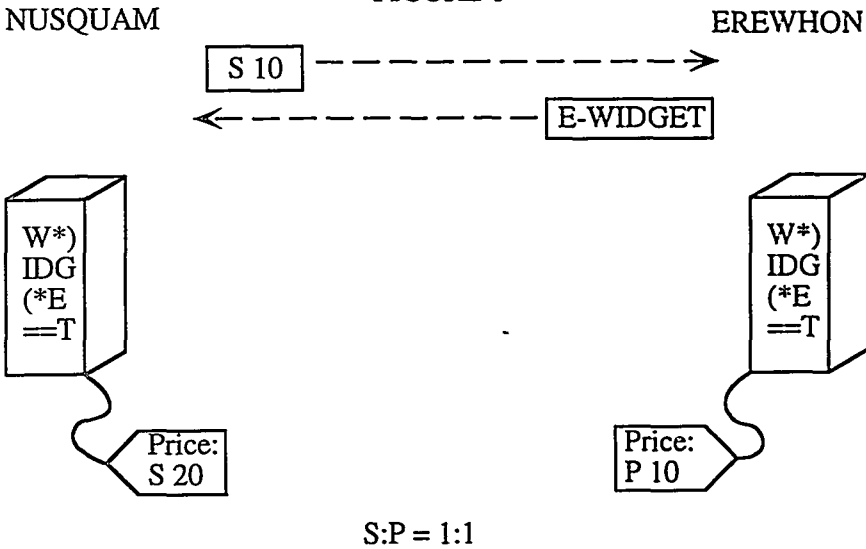 NUSQUAM
EREWHON
S 10
E-WIDGET
W*)
IDG
(*E
==T
W*)
IDG
(*E
==T
Price:
S 20
Price:
P 10
S:P = 1:1